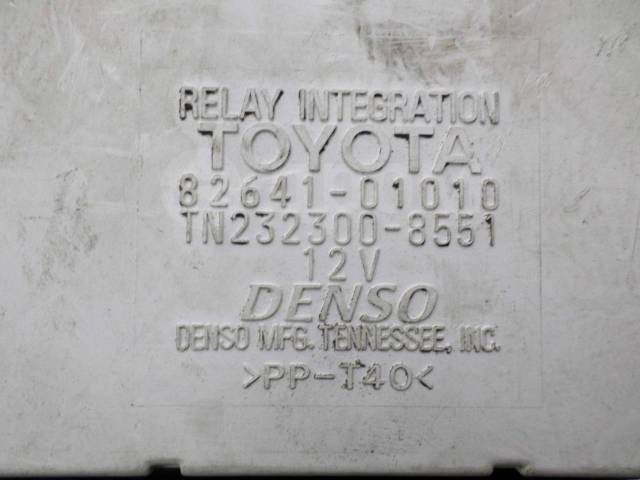 RELAY INTEGRATION
TOYOTA
82641-01010
TN232300-8551
12V
DENSO
DENSO MFG. TENNESSEE, INC.
>PP-T40<